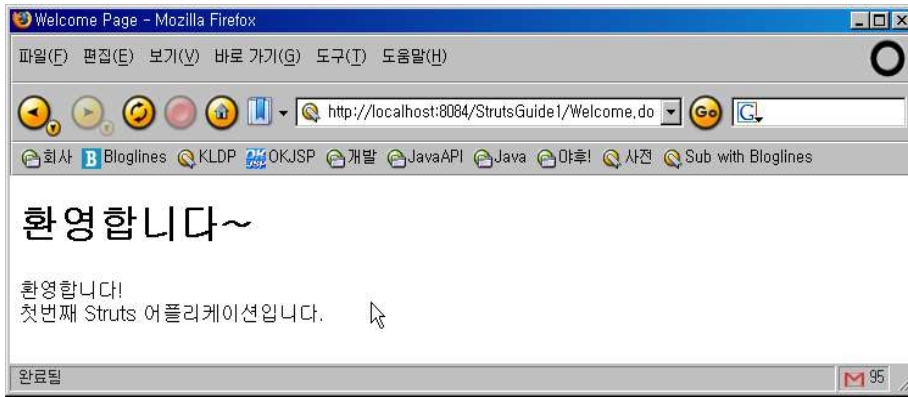 Welcome Page - Mozilla Firefox
파일(F) 편집(E) 보기(V) 바로 가기(G) 도구(T) 도움말(H)
http://localhost:8084/StrutsGuide1/Welcome.do Go G
회사 B Bloglines KLDP OKJSP 개발 JavaAPI Java 야후! 사전 Sub with Bloglines
환영합니다~
환영합니다!
첫번째 Struts 어플리케이션입니다.
완료됨 95